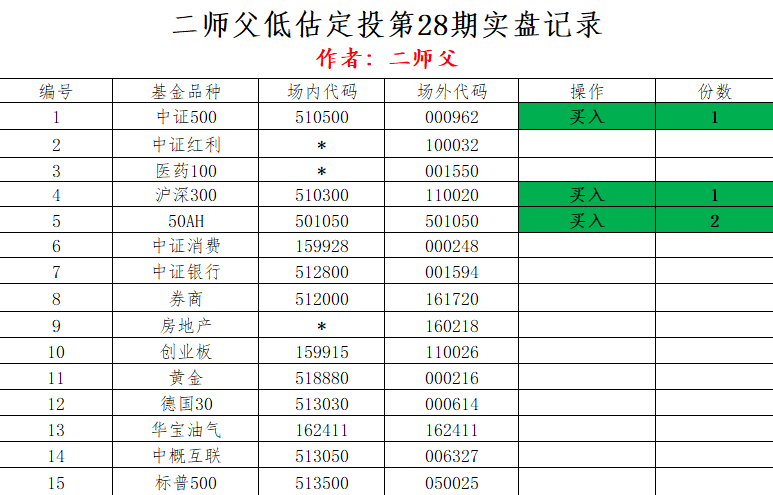 二师父低估定投第28期实盘记录
作者：二师父
编号 基金品种 场内代码 场外代码 操作 份数
1 中证500 510500 000962 买入 1
2 中证红利 * 100032
3 医药100 * 001550
4 沪深300 510300 110020 买入 1
5 50AH 501050 501050 买入 2
6 中证消费 159928 000248
7 中证银行 512800 001594
8 券商 512000 161720
9 房地产 * 160218
10 创业板 159915 110026
11 黄金 518880 000216
12 德国30 513030 000614
13 华宝油气 162411 162411
14 中概互联 513050 006327
15 标普500 513500 050025